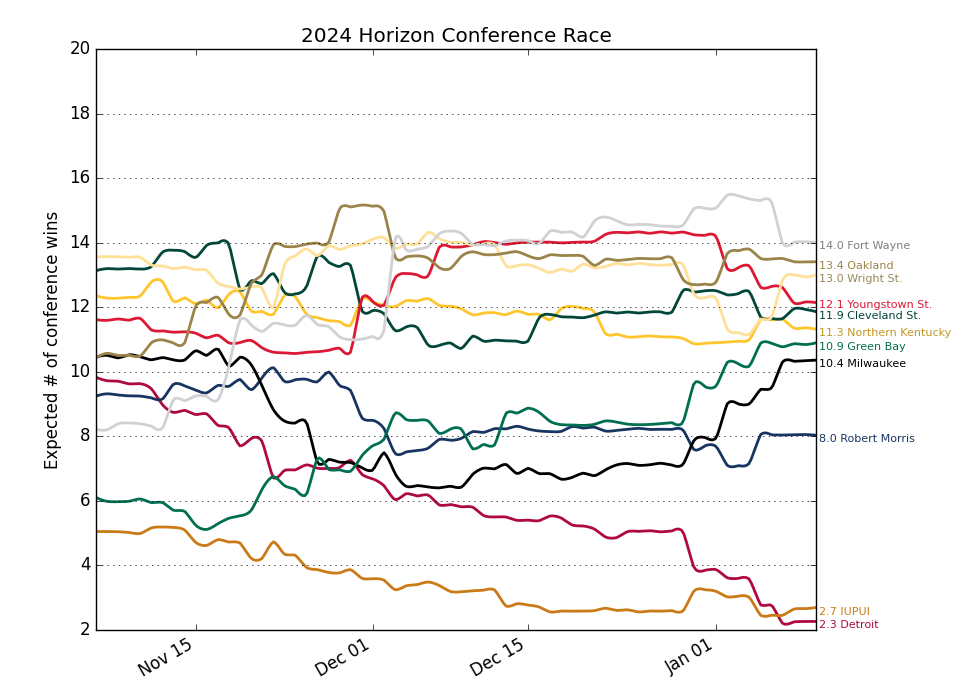 2024 Horizon Conference Race
Expected # of conference wins
20
18
16
14
12
10
8
6
4
2
Nov 15
Dec 01
Dec 15
Jan 01
14.0 Fort Wayne
13.4 Oakland
13.0 Wright St.
12.1 Youngstown St.
11.9 Cleveland St.
11.3 Northern Kentucky
10.9 Green Bay
10.4 Milwaukee
8.0 Robert Morris
2.7 IUPUI
2.3 Detroit